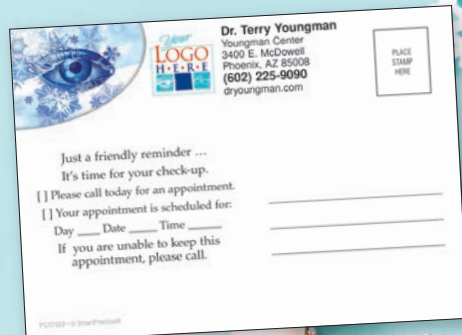 Your
LOGO
H•E•R•E
Dr. Terry Youngman
Youngman Center
3400 E. McDowell
Phoenix, AZ 85008
(602) 225-9090
dryoungman.com
PLACE
STAMP
HERE
Just a friendly reminder ...
It's time for your check-up.
[ ] Please call today for an appointment.
[ ] Your appointment is scheduled for:
Day ____ Date ____ Time ____
If you are unable to keep this
appointment, please call.